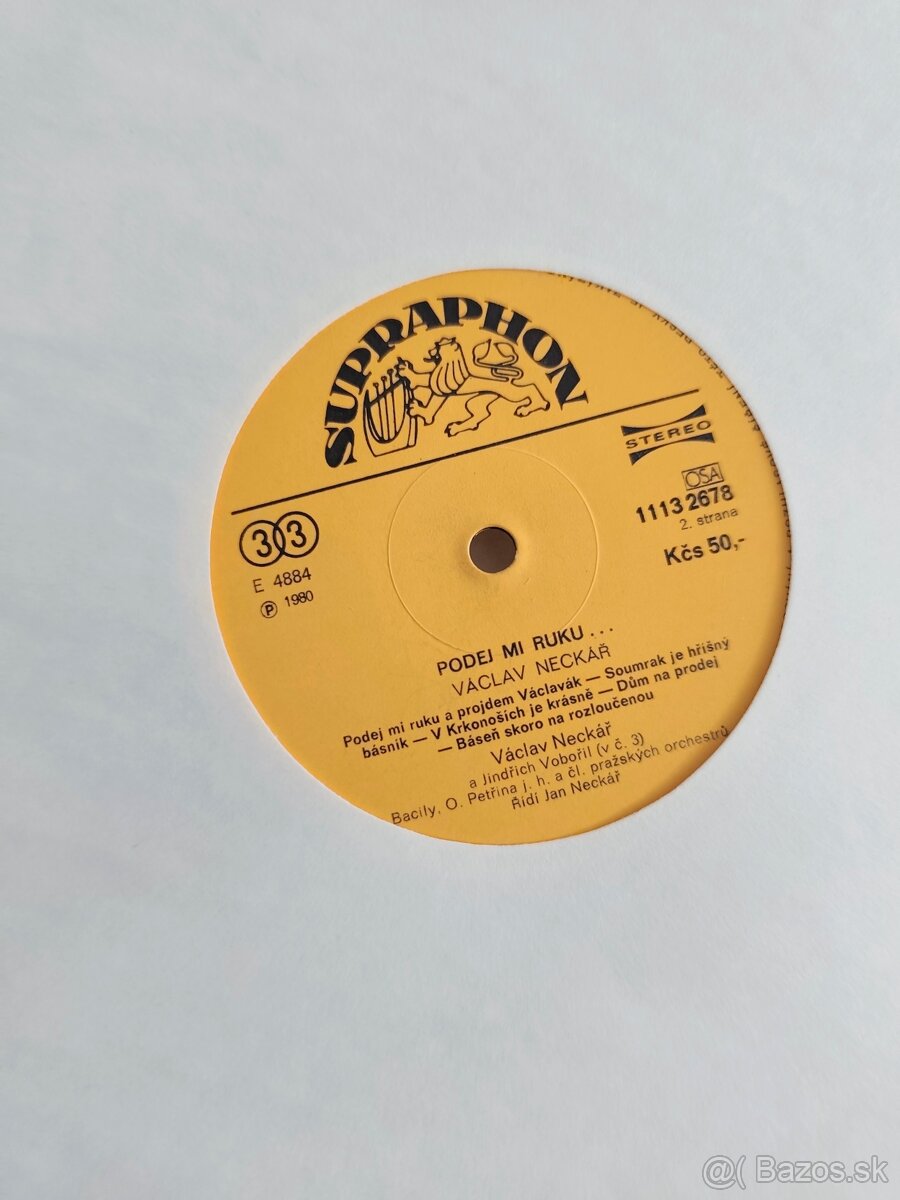 SUPRAPHON
STEREO
OSA
1113 2678
2. strana
Kčs 50,-
33
E 4884
℗ 1980
PODEJ MI RUKU...
VÁCLAV NECKÁŘ
Podej mi ruku a projdem Václavák — Soumrak je hříšný
básník — V Krkonoších je krásně — Dům na prodej
— Báseň skoro na rozloučenou
Václav Neckář
a Jindřich Vobořil (v č. 3)
Bacily, O. Petřina j. h. a čl. pražských orchestrů
Řídí Jan Neckář
@( Bazos.sk